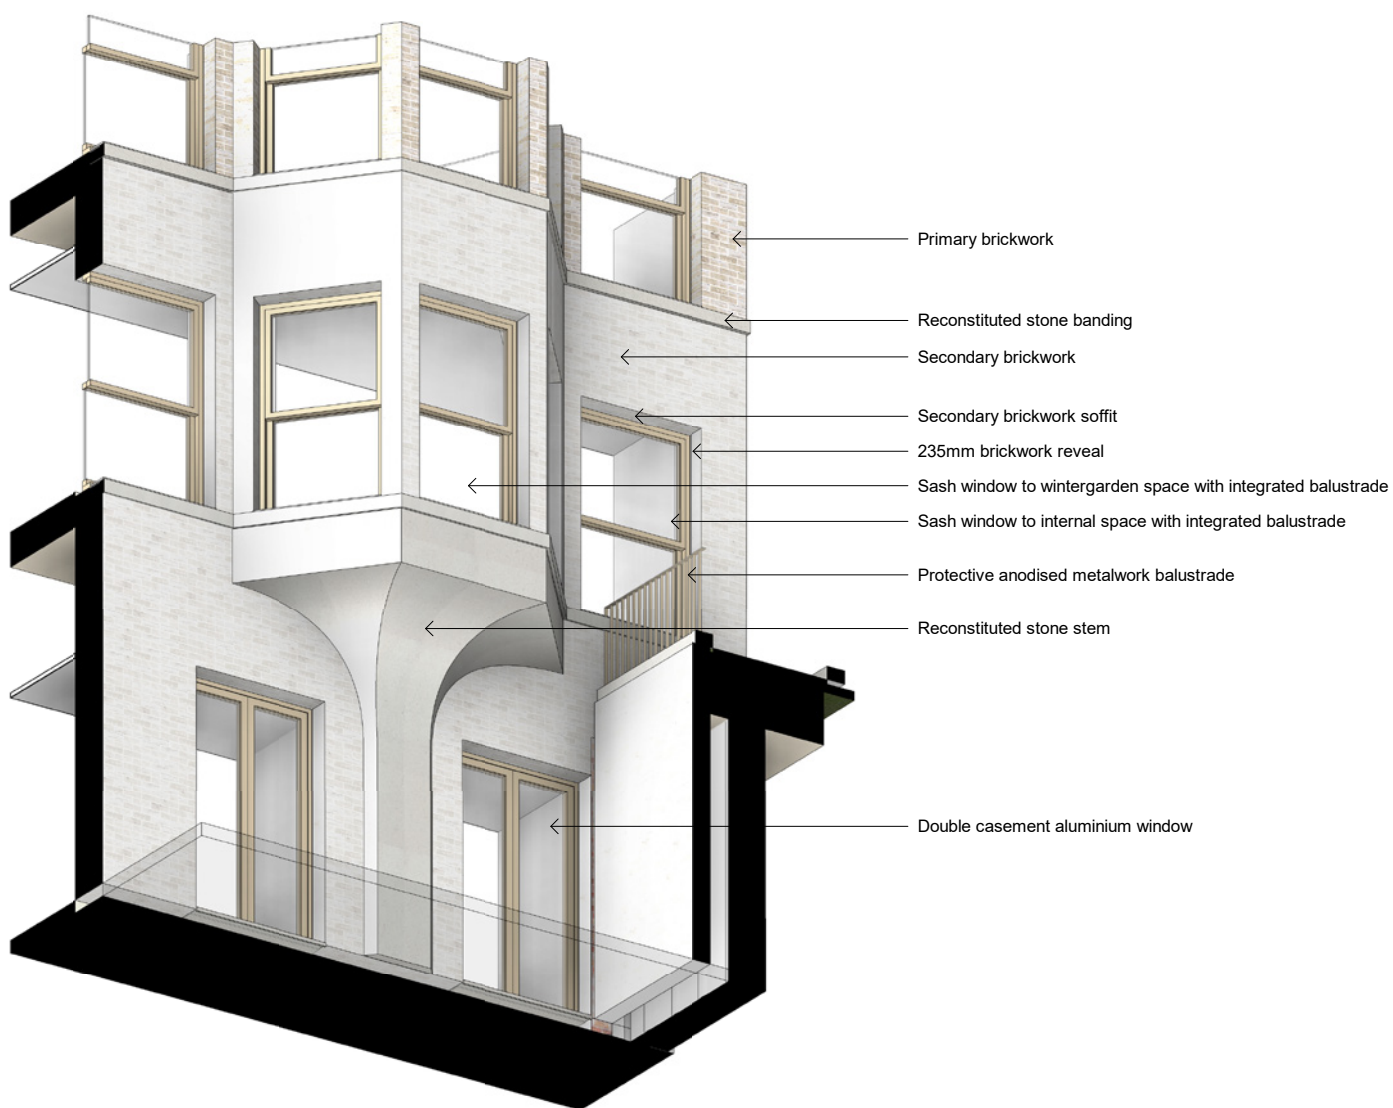 Primary brickwork
Reconstituted stone banding
Secondary brickwork
Secondary brickwork soffit
235mm brickwork reveal
Sash window to wintergarden space with integrated balustrade
Sash window to internal space with integrated balustrade
Protective anodised metalwork balustrade
Reconstituted stone stem
Double casement aluminium window